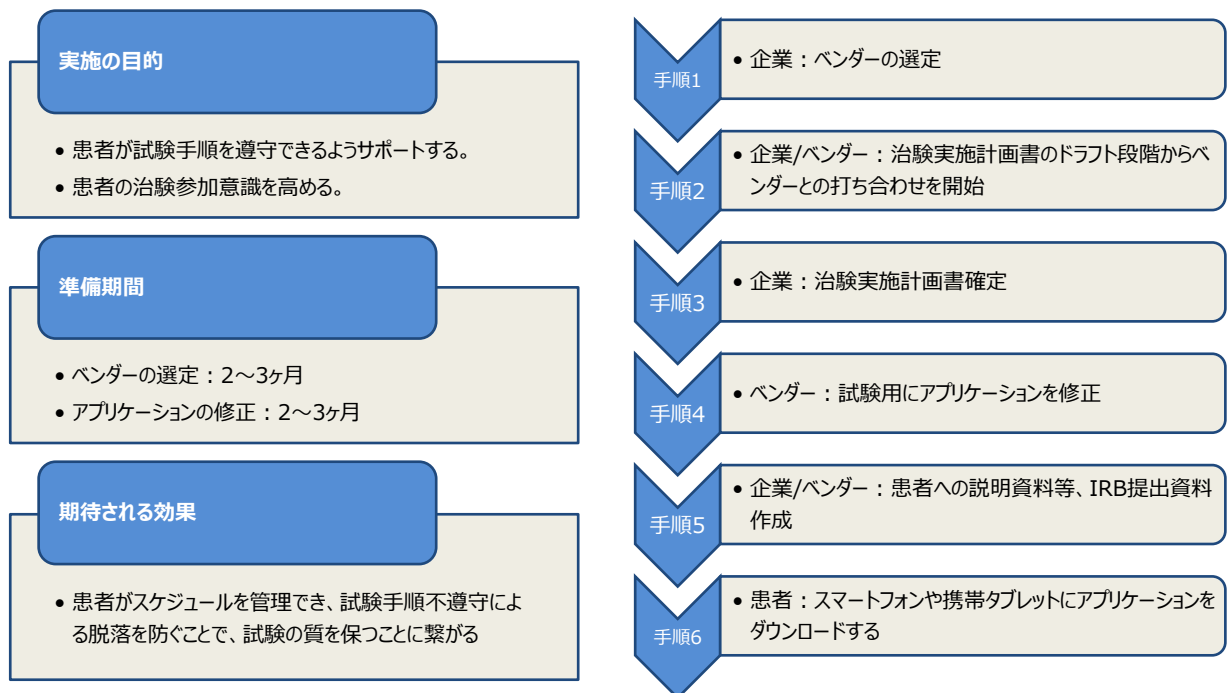 実施の目的
• 患者が試験手順を遵守できるようサポートする。
• 患者の治験参加意識を高める。
準備期間
• ベンダーの選定：2～3ヶ月
• アプリケーションの修正：2～3ヶ月
期待される効果
• 患者がスケジュールを管理でき、試験手順不遵守によ
る脱落を防ぐことで、試験の質を保つことに繋がる
手順1
• 企業：ベンダーの選定
手順2
• 企業/ベンダー：治験実施計画書のドラフト段階からベ
ンダーとの打ち合わせを開始
手順3
• 企業：治験実施計画書確定
手順4
• ベンダー：試験用にアプリケーションを修正
手順5
• 企業/ベンダー：患者への説明資料等、IRB提出資料
作成
手順6
• 患者：スマートフォンや携帯タブレットにアプリケーションを
ダウンロードする